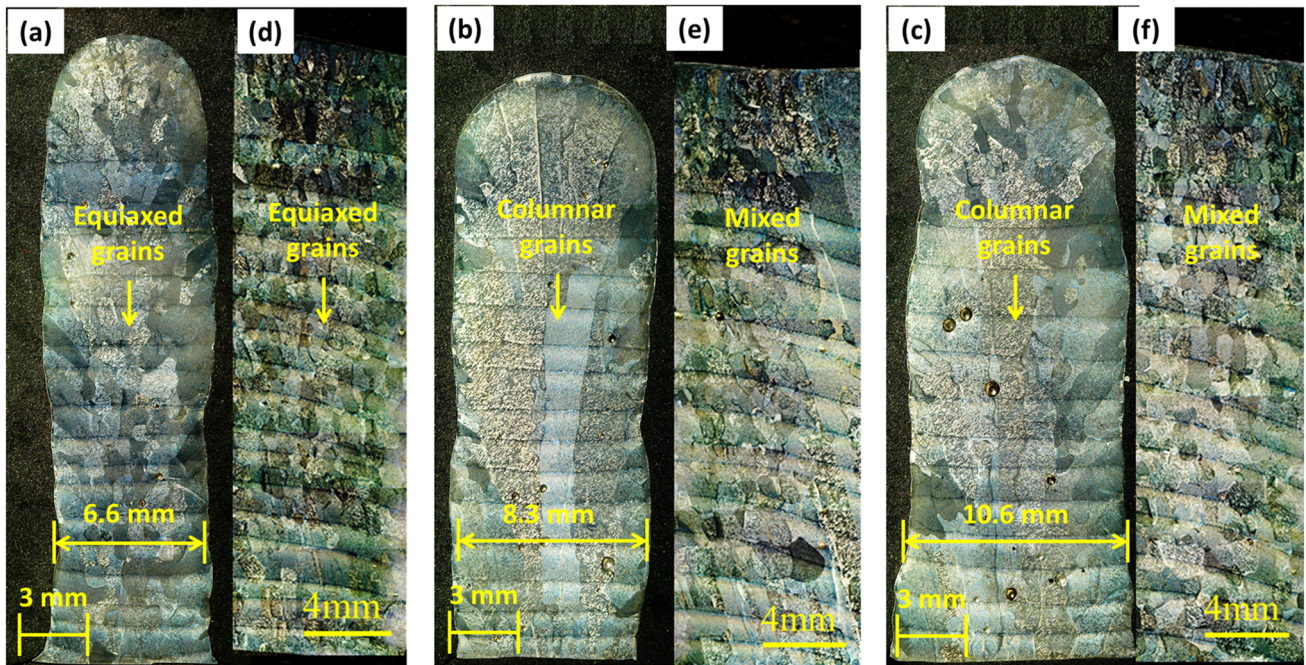 (a)
(d)
(b)
(e)
(c)
(f)
Equiaxed
grains
Equiaxed
grains
Columnar
grains
Mixed
grains
Columnar
grains
Mixed
grains
6.6 mm
8.3 mm
10.6 mm
3 mm
4mm
3 mm
4mm
3 mm
4mm